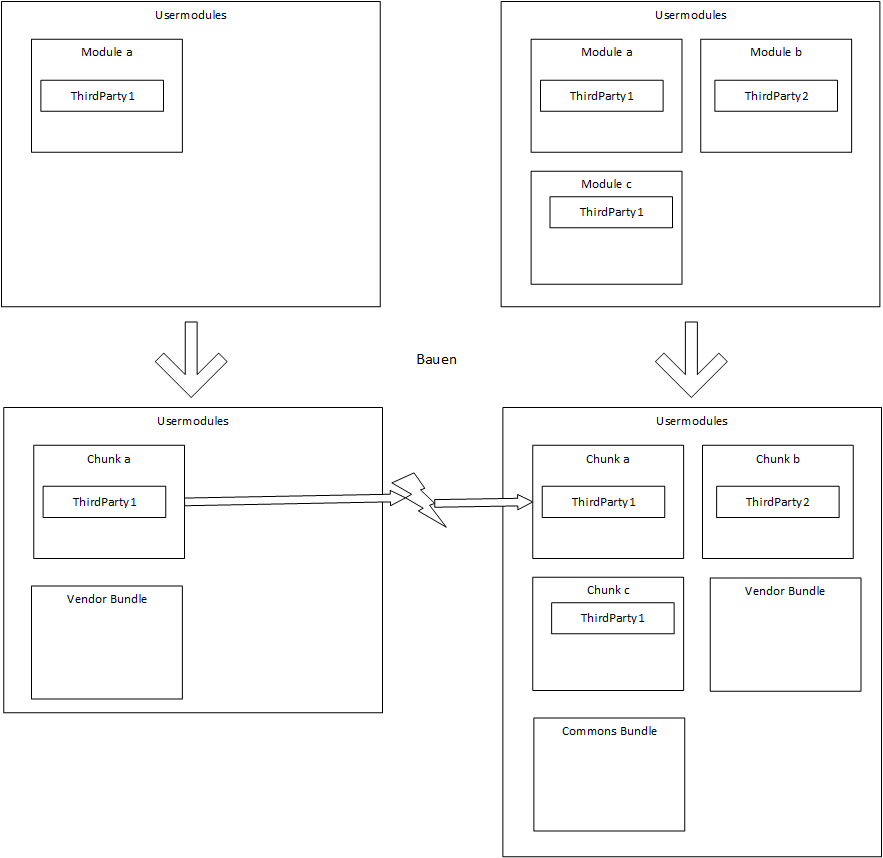 Usermodules
Module a
ThirdParty1
Usermodules
Module a
ThirdParty1
Module b
ThirdParty2
Module c
ThirdParty1
Bauen
Usermodules
Chunk a
ThirdParty1
Vendor Bundle
Usermodules
Chunk a
ThirdParty1
Chunk b
ThirdParty2
Chunk c
ThirdParty1
Vendor Bundle
Commons Bundle